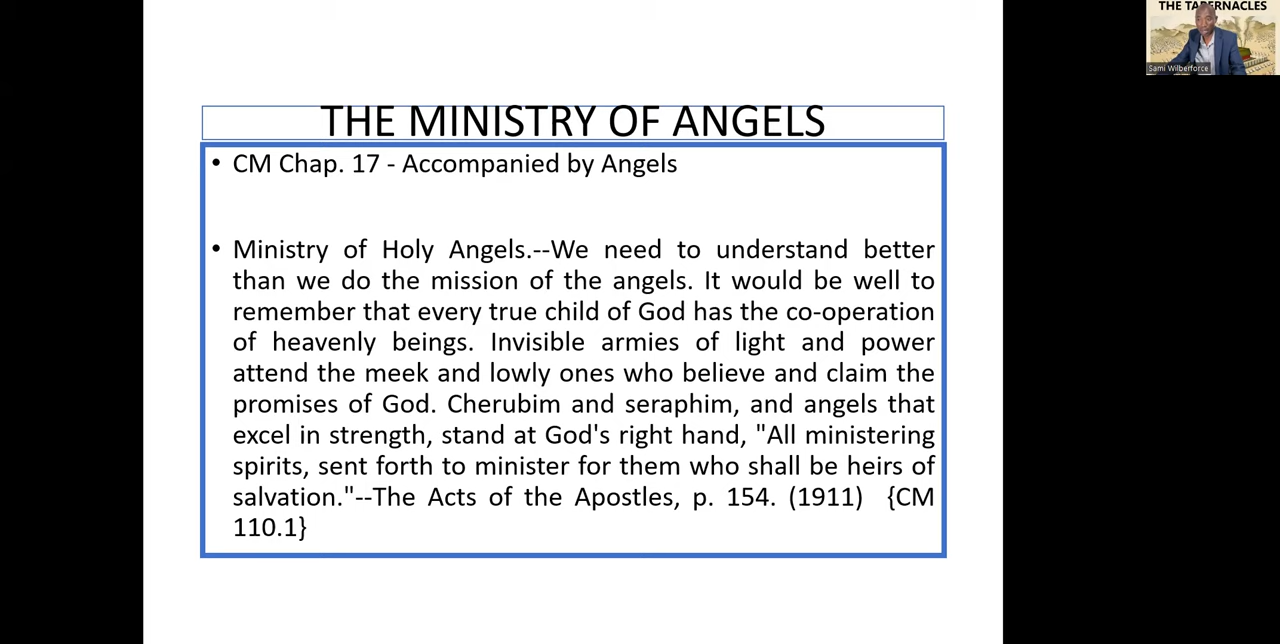 THE TABERNACLES
Sami Wilberforce
THE MINISTRY OF ANGELS
• CM Chap. 17 - Accompanied by Angels
• Ministry of Holy Angels.--We need to understand better
than we do the mission of the angels. It would be well to
remember that every true child of God has the co-operation
of heavenly beings. Invisible armies of light and power
attend the meek and lowly ones who believe and claim the
promises of God. Cherubim and seraphim, and angels that
excel in strength, stand at God's right hand, "All ministering
spirits, sent forth to minister for them who shall be heirs of
salvation."--The Acts of the Apostles, p. 154. (1911) {CM
110.1}